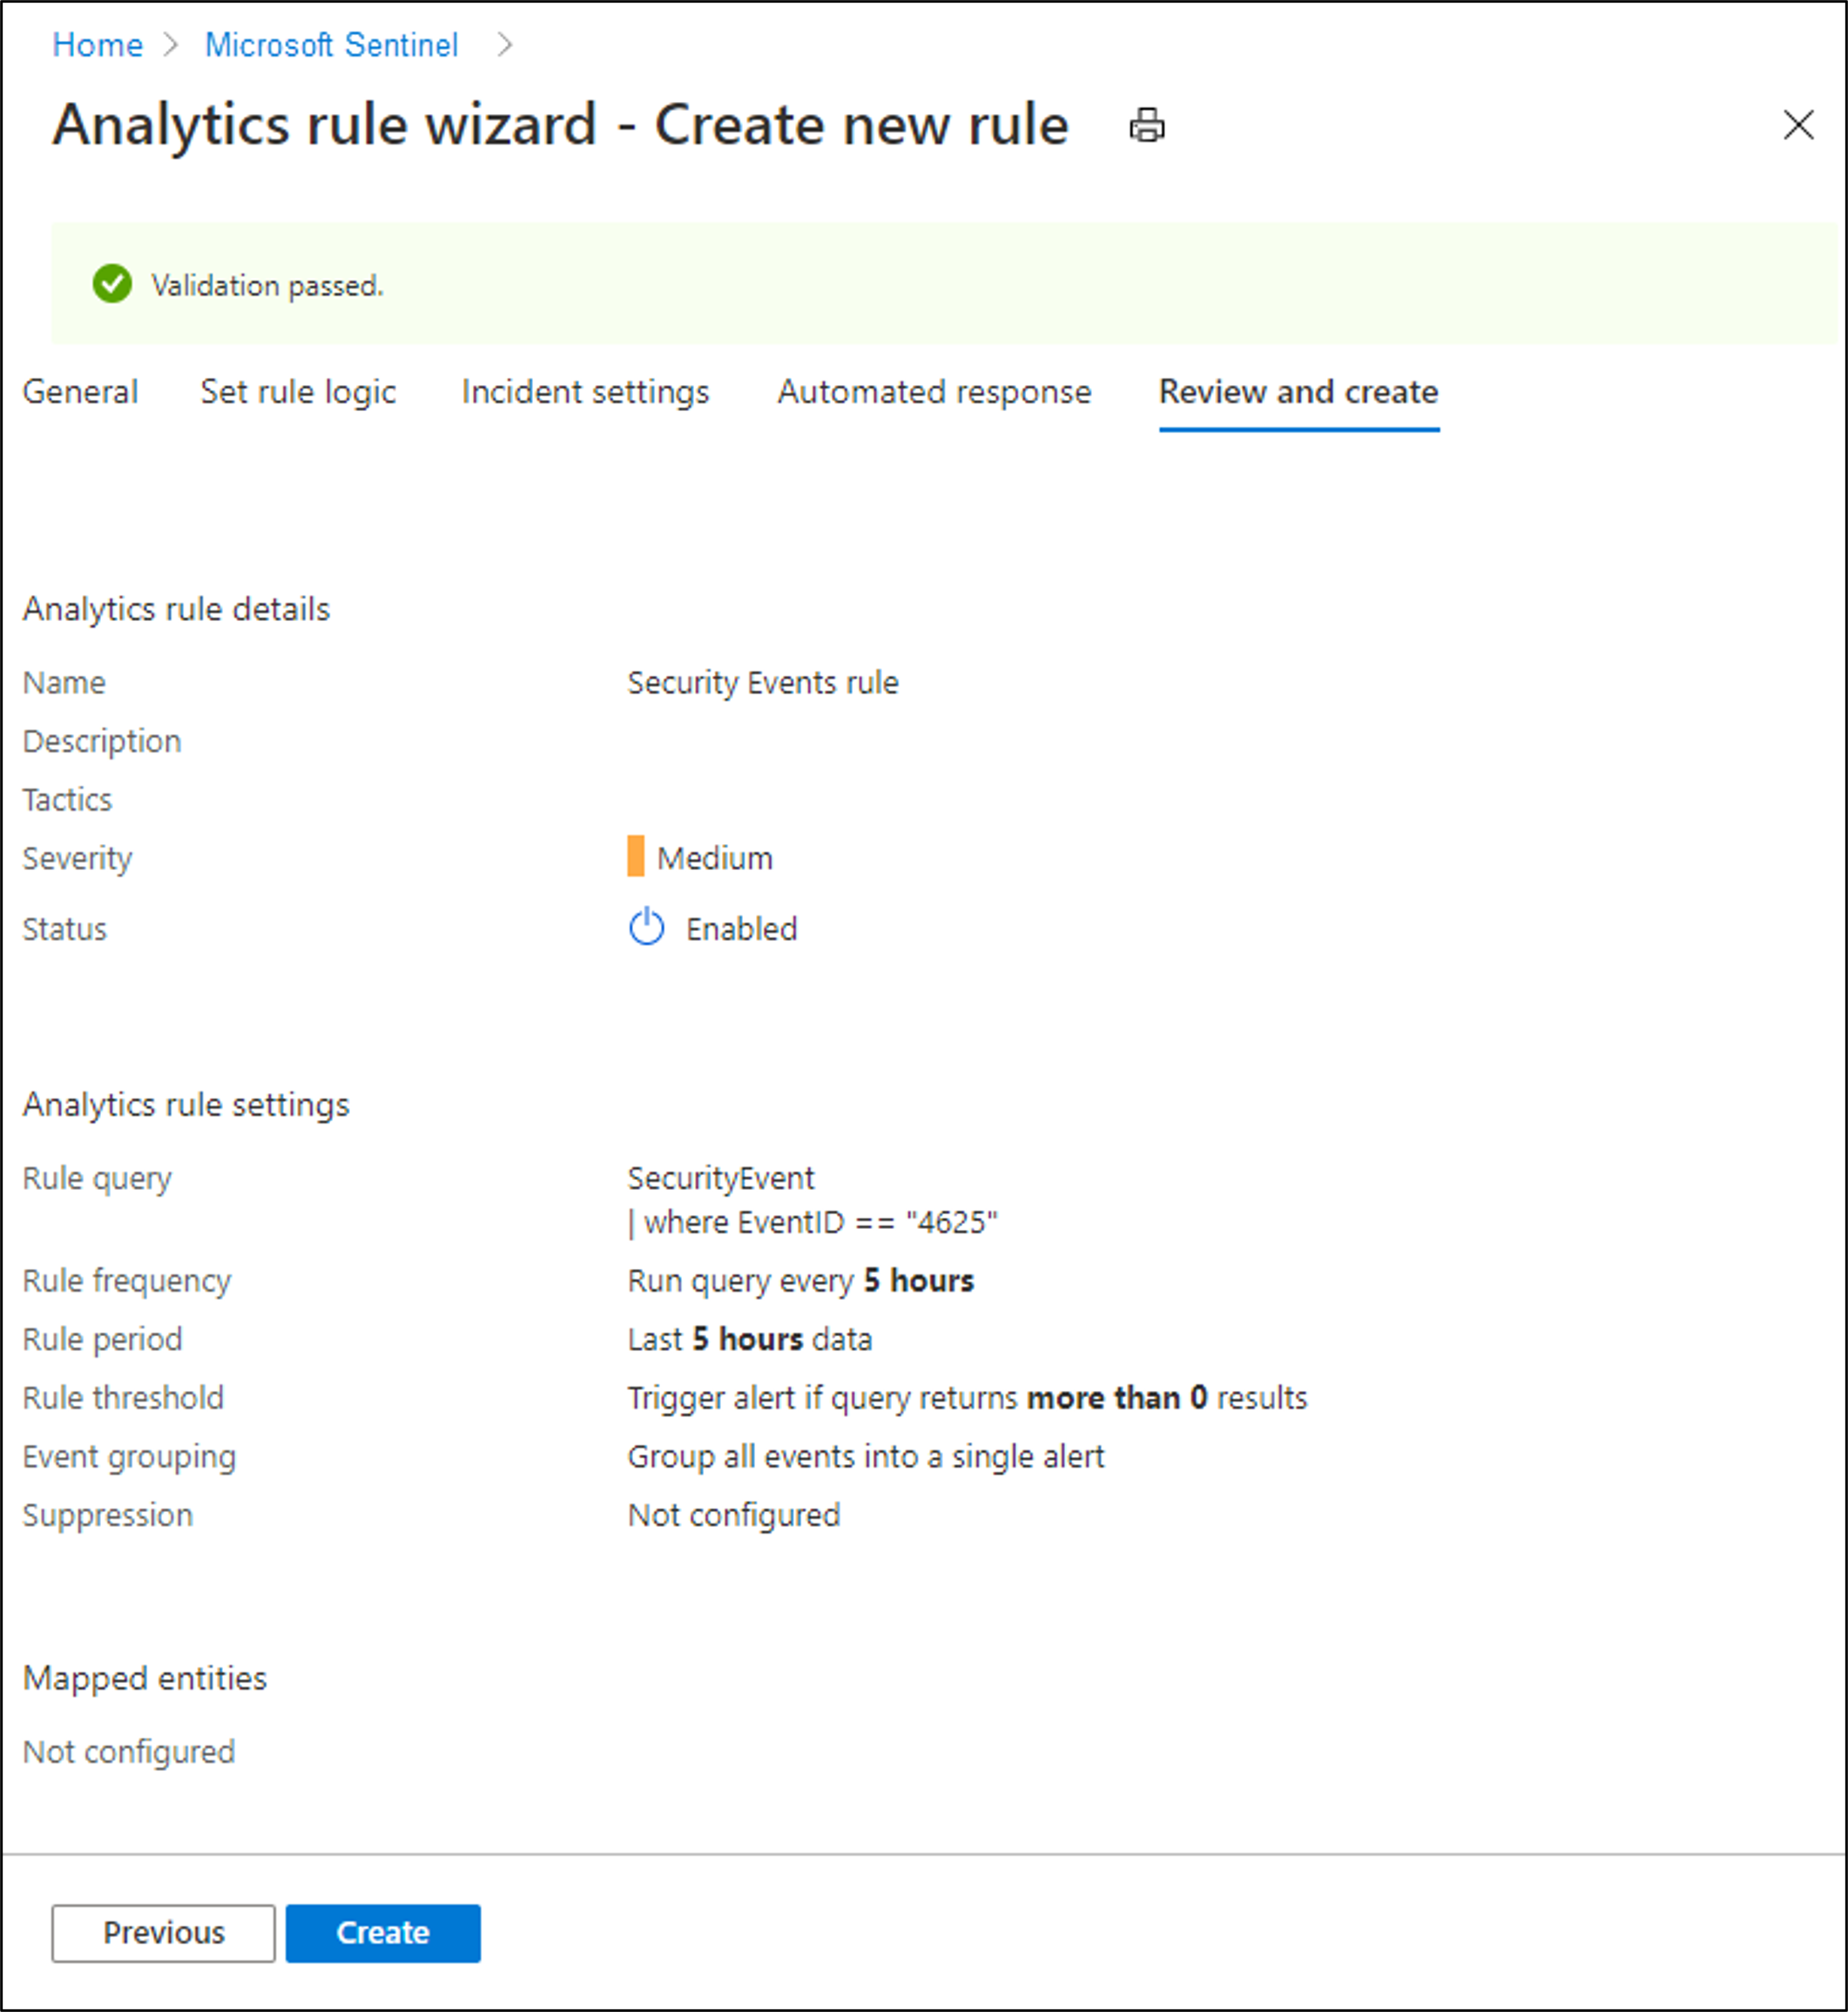 Home > Microsoft Sentinel >
Analytics rule wizard - Create new rule
Validation passed.
General Set rule logic Incident settings Automated response Review and create
Analytics rule details
Name Security Events rule
Description
Tactics
Severity Medium
Status Enabled
Analytics rule settings
Rule query SecurityEvent
| where EventID == "4625"
Rule frequency Run query every 5 hours
Rule period Last 5 hours data
Rule threshold Trigger alert if query returns more than 0 results
Event grouping Group all events into a single alert
Suppression Not configured
Mapped entities
Not configured
Previous Create